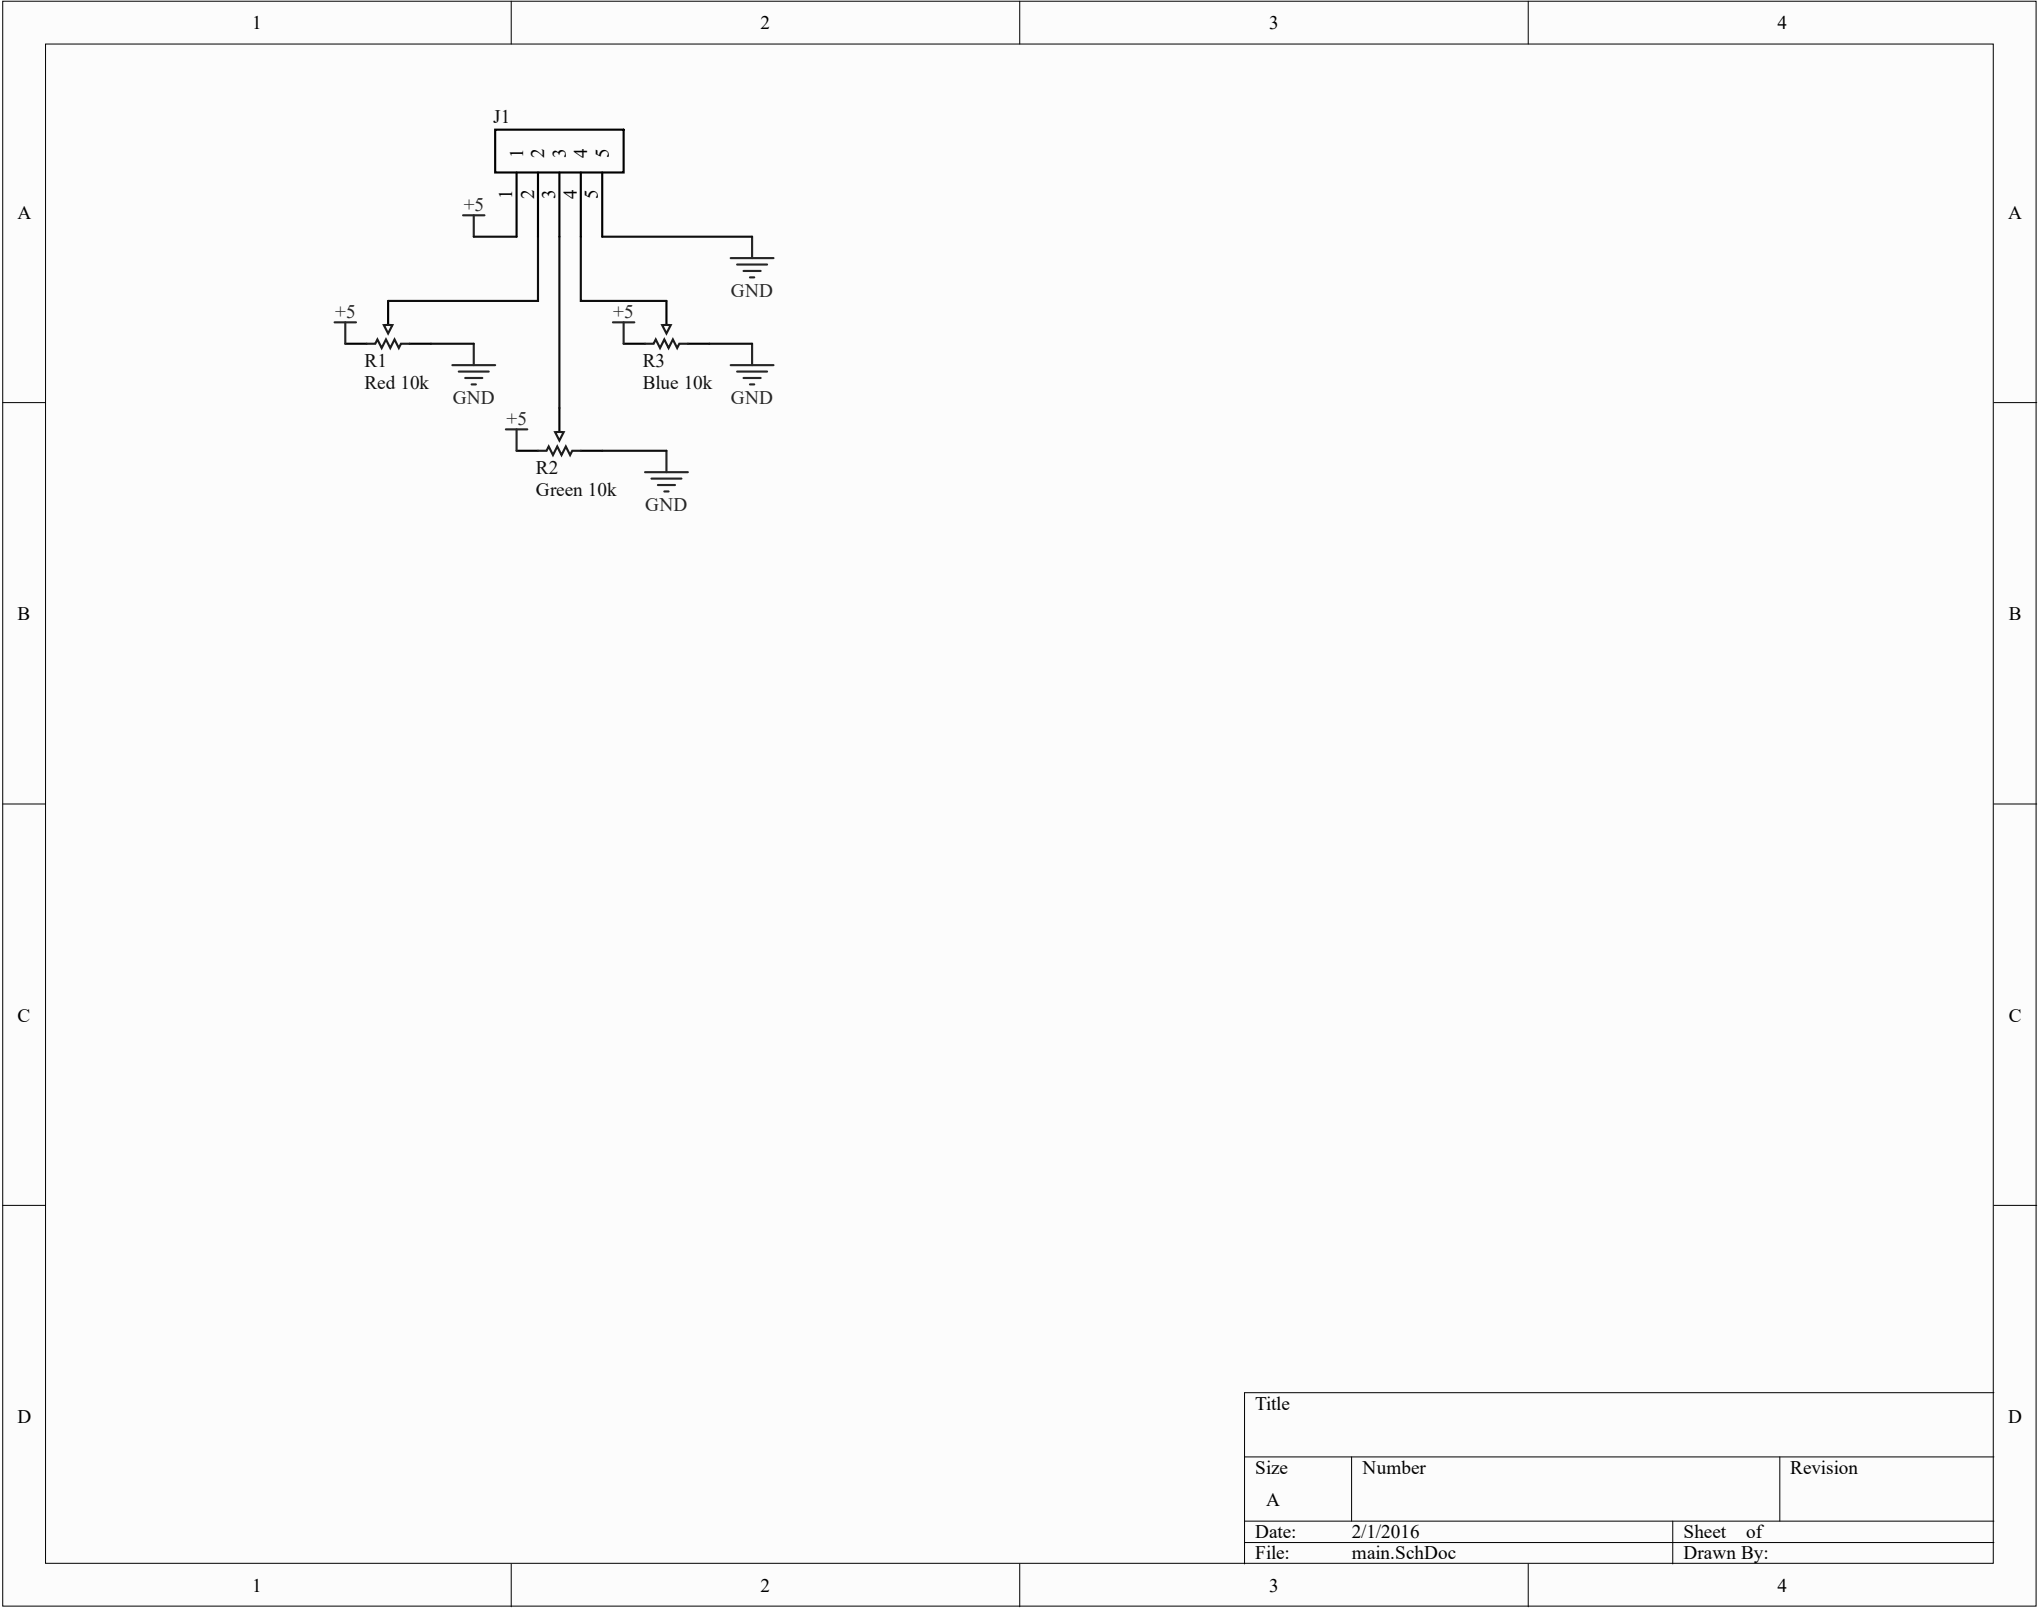 1 2 3 4
A A
J1
1 2 3 4 5
1 2 3 4 5
+5
GND
+5
R1
Red 10k
GND
+5
R3
Blue 10k
GND
+5
R2
Green 10k
GND
B B
C C
D D
Title
Size Number Revision
A
Date: 2/1/2016 Sheet of
File: main.SchDoc Drawn By:
1 2 3 4